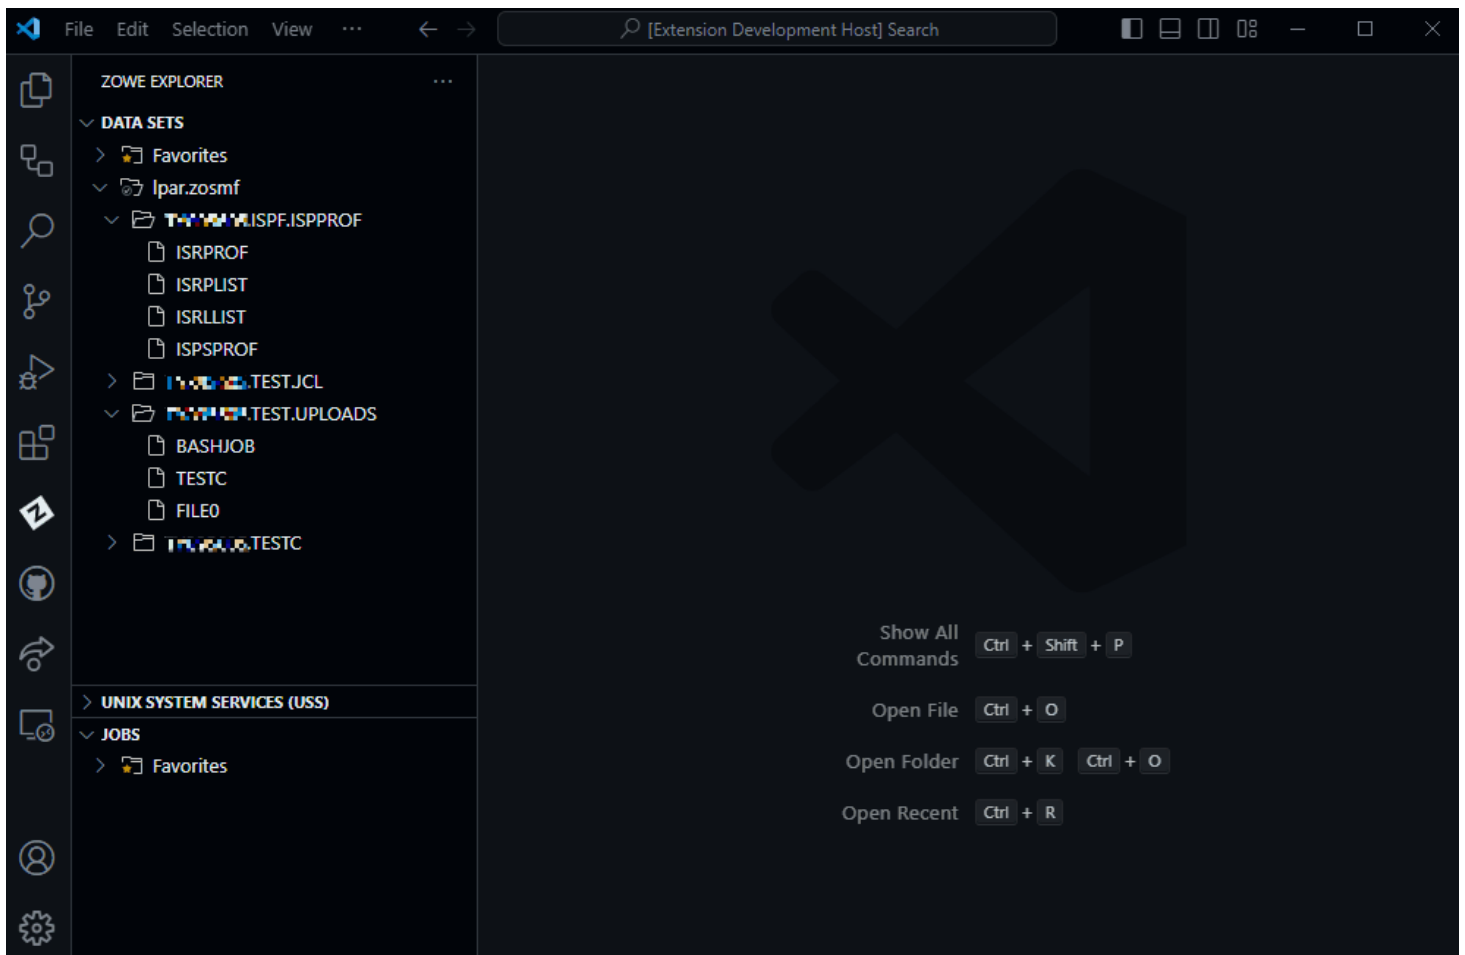 File Edit Selection View ··· [Extension Development Host] Search
ZOWE EXPLORER ···
DATA SETS
Favorites
lpar.zosmf
.ISPF.ISPPROF
ISRPROF
ISRPLIST
ISRLLIST
ISPSPROF
.TEST.JCL
.TEST.UPLOADS
BASHJOB
TESTC
FILE0
.TESTC
UNIX SYSTEM SERVICES (USS)
JOBS
Favorites
Show All
Commands Ctrl + Shift + P
Open File Ctrl + O
Open Folder Ctrl + K Ctrl + O
Open Recent Ctrl + R